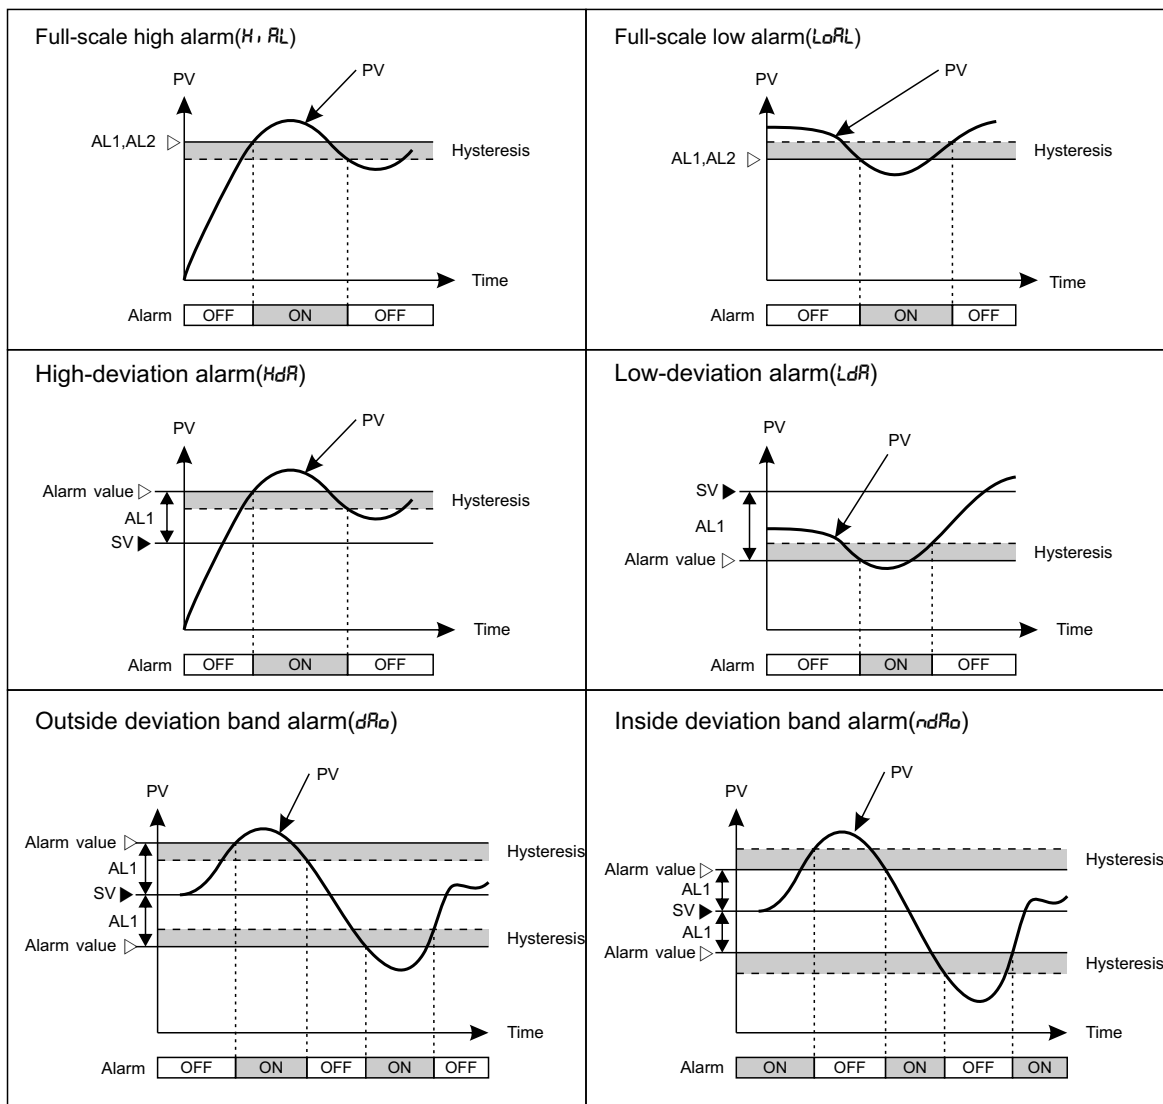 Full-scale high alarm(HiAL)
PV
PV
AL1,AL2
Hysteresis
Time
Alarm OFF ON OFF
Full-scale low alarm(LoAL)
PV
PV
Hysteresis
AL1,AL2
Time
Alarm OFF ON OFF
High-deviation alarm(HdA)
PV
PV
Alarm value
Hysteresis
AL1
SV
Time
Alarm OFF ON OFF
Low-deviation alarm(LdA)
PV
PV
SV
AL1
Hysteresis
Alarm value
Time
Alarm OFF ON OFF
Outside deviation band alarm(dAo)
PV
PV
Alarm value
Hysteresis
AL1
SV
AL1
Hysteresis
Alarm value
Time
Alarm OFF ON OFF ON OFF
Inside deviation band alarm(ndAo)
PV
PV
Hysteresis
Alarm value
AL1
SV
AL1
Alarm value
Hysteresis
Time
Alarm ON OFF ON OFF ON